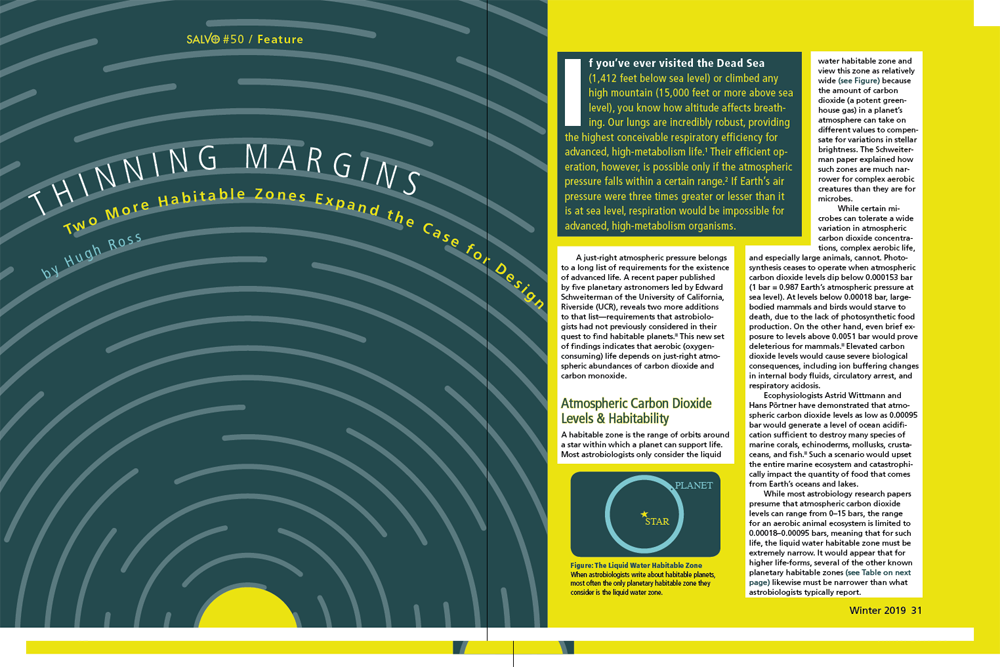 SALVO #50 / Feature
THINNING MARGINS
Two More Habitable Zones Expand the Case for Design
by Hugh Ross
If you’ve ever visited the Dead Sea
(1,412 feet below sea level) or climbed any
high mountain (15,000 feet or more above sea
level), you know how altitude affects breath-
ing. Our lungs are incredibly robust, providing
the highest conceivable respiratory efficiency for
advanced, high-metabolism life.¹ Their efficient op-
eration, however, is possible only if the atmospheric
pressure falls within a certain range.² If Earth’s air
pressure were three times greater or lesser than it
is at sea level, respiration would be impossible for
advanced, high-metabolism organisms.
A just-right atmospheric pressure belongs
to a long list of requirements for the existence
of advanced life. A recent paper published
by five planetary astronomers led by Edward
Schweiterman of the University of California,
Riverside (UCR), reveals two more additions
to that list—requirements that astrobiolo-
gists had not previously considered in their
quest to find habitable planets.ⁱⁱ This new set
of findings indicates that aerobic (oxygen-
consuming) life depends on just-right atmo-
spheric abundances of carbon dioxide and
carbon monoxide.
Atmospheric Carbon Dioxide
Levels & Habitability
A habitable zone is the range of orbits around
a star within which a planet can support life.
Most astrobiologists only consider the liquid
PLANET
STAR
Figure: The Liquid Water Habitable Zone
When astrobiologists write about habitable planets,
most often the only planetary habitable zone they
consider is the liquid water zone.
water habitable zone and
view this zone as relatively
wide (see Figure) because
the amount of carbon
dioxide (a potent green-
house gas) in a planet’s
atmosphere can take on
different values to compen-
sate for variations in stellar
brightness. The Schweiter-
man paper explained how
such zones are much nar-
rower for complex aerobic
creatures than they are for
microbes.
While certain mi-
crobes can tolerate a wide
variation in atmospheric
carbon dioxide concentra-
tions, complex aerobic life,
and especially large animals, cannot. Photo-
synthesis ceases to operate when atmospheric
carbon dioxide levels dip below 0.000153 bar
(1 bar = 0.987 Earth’s atmospheric pressure at
sea level). At levels below 0.00018 bar, large-
bodied mammals and birds would starve to
death, due to the lack of photosynthetic food
production. On the other hand, even brief ex-
posure to levels above 0.0051 bar would prove
deleterious for mammals.ⁱⁱ Elevated carbon
dioxide levels would cause severe biological
consequences, including ion buffering changes
in internal body fluids, circulatory arrest, and
respiratory acidosis.
Ecophysiologists Astrid Wittmann and
Hans Pörtner have demonstrated that atmo-
spheric carbon dioxide levels as low as 0.00095
bar would generate a level of ocean acidifi-
cation sufficient to destroy many species of
marine corals, echinoderms, mollusks, crusta-
ceans, and fish.ⁱⁱ Such a scenario would upset
the entire marine ecosystem and catastrophi-
cally impact the quantity of food that comes
from Earth’s oceans and lakes.
While most astrobiology research papers
presume that atmospheric carbon dioxide
levels can range from 0–15 bars, the range
for an aerobic animal ecosystem is limited to
0.00018–0.00095 bars, meaning that for such
life, the liquid water habitable zone must be
extremely narrow. It would appear that for
higher life-forms, several of the other known
planetary habitable zones (see Table on next
page) likewise must be narrower than what
astrobiologists typically report.
Winter 2019 31